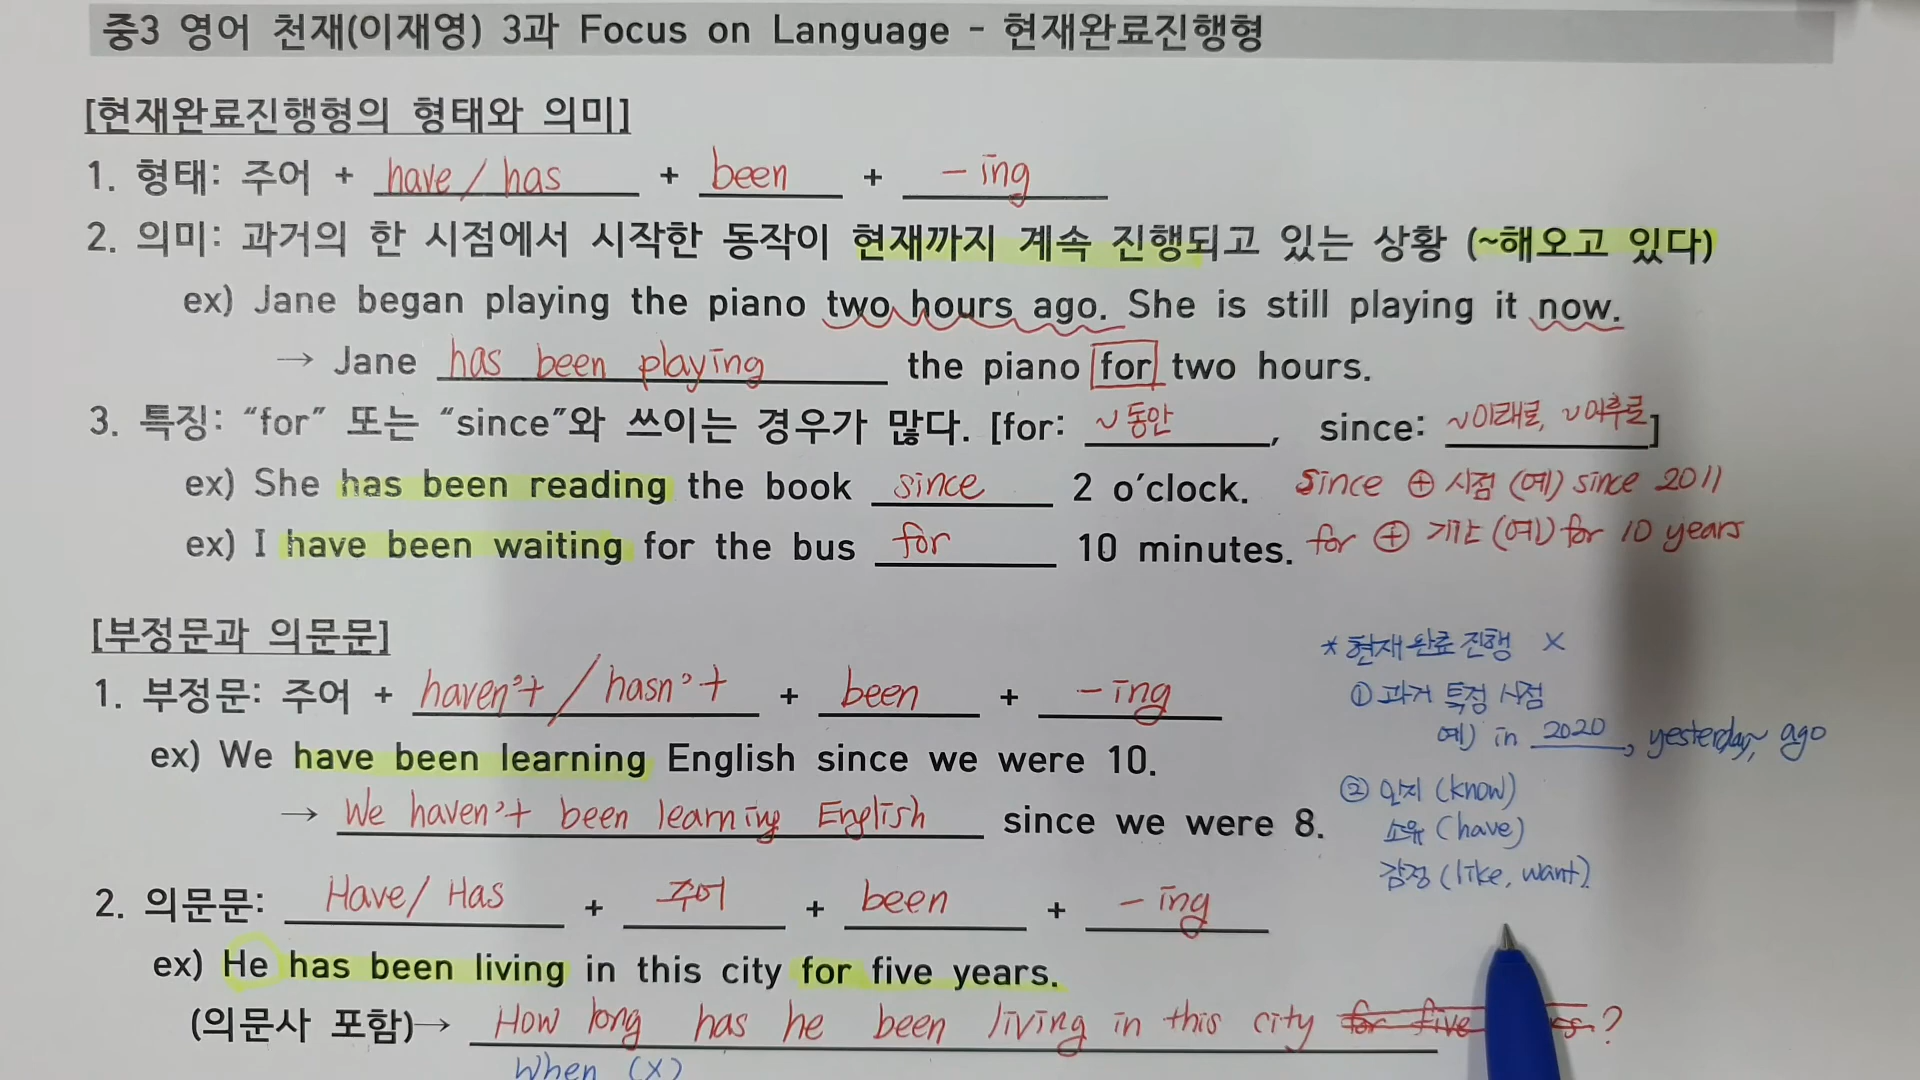 중3 영어 천재(이재영) 3과 Focus on Language - 현재완료진행형
[현재완료진행형의 형태와 의미]
1. 형태: 주어 + have / has + been + -ing
2. 의미: 과거의 한 시점에서 시작한 동작이 현재까지 계속 진행되고 있는 상황 (~해오고 있다)
ex) Jane began playing the piano two hours ago. She is still playing it now.
→ Jane has been playing the piano for two hours.
3. 특징: “for” 또는 “since”와 쓰이는 경우가 많다. [for: ~동안, since: ~이래로, ~이후로]
ex) She has been reading the book since 2 o’clock. since ⊕ 시점 (예) since 2011
ex) I have been waiting for the bus for 10 minutes. for ⊕ 기간 (예) for 10 years
[부정문과 의문문]
* 현재완료 진행 X
1. 부정문: 주어 + haven't / hasn't + been + -ing
① 과거 특정 시점
예) in 2020, yesterday, ~ ago
ex) We have been learning English since we were 10.
② 인지 (know)
→ We haven't been learning English since we were 8.
소유 (have)
감정 (like, want)
2. 의문문: Have / Has + 주어 + been + -ing
ex) He has been living in this city for five years.
(의문사 포함)→ How long has he been living in this city for five ?
When (X)